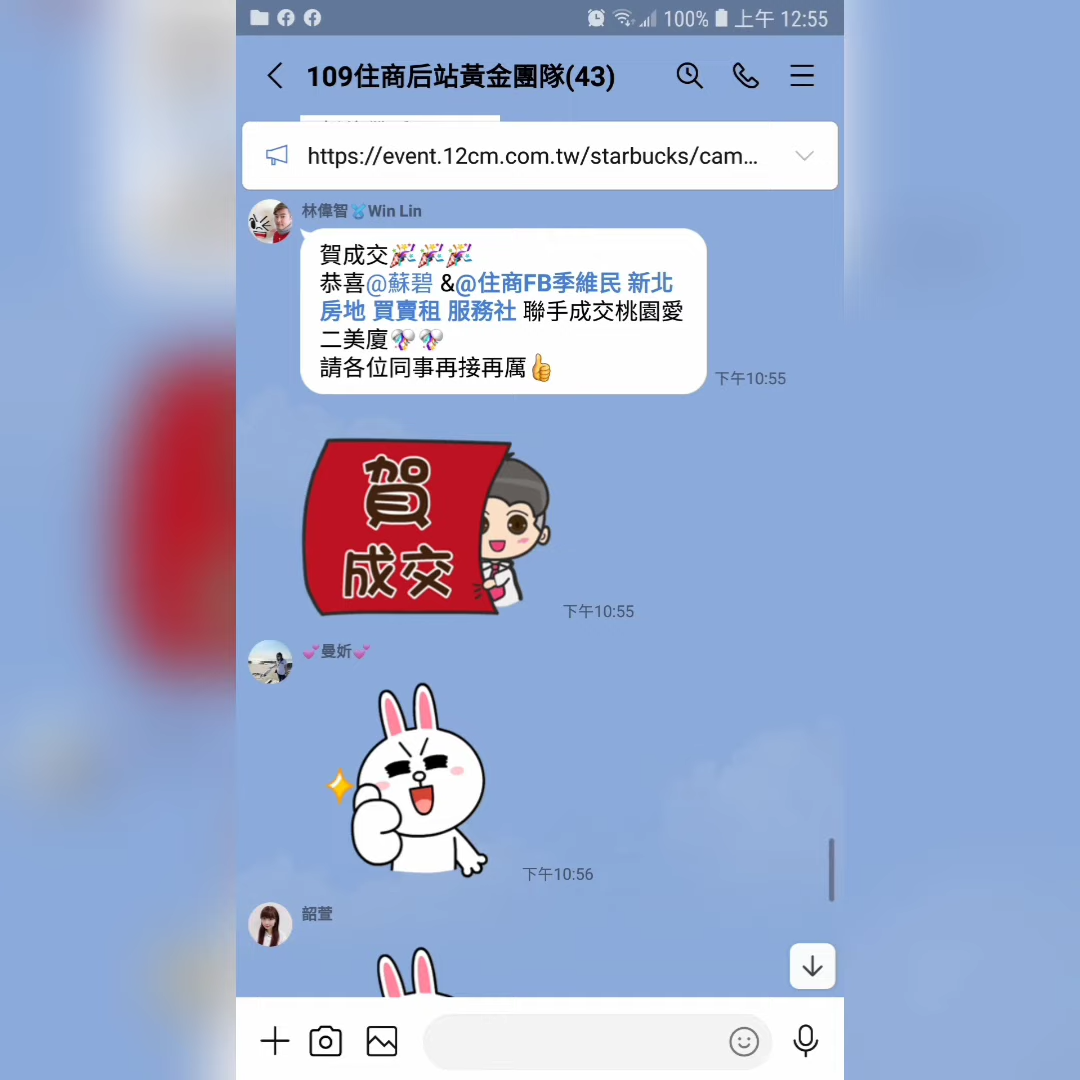 100% 上午 12:55
109住商后站黃金團隊(43)
https://event.12cm.com.tw/starbucks/cam...
林偉智🏅Win Lin
賀成交🎉🎉🎉
恭喜@蘇碧 &@住商FB季維民 新北
房地 買賣租 服務社 聯手成交桃園愛
二美廈🎊🎊
請各位同事再接再厲👍
下午10:55
賀
成交
下午10:55
💕曼妡💕
下午10:56
韶萱